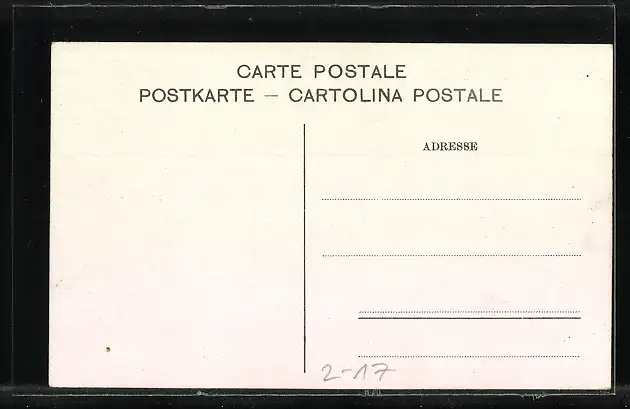 CARTE POSTALE
POSTKARTE — CARTOLINA POSTALE
ADRESSE
2-17